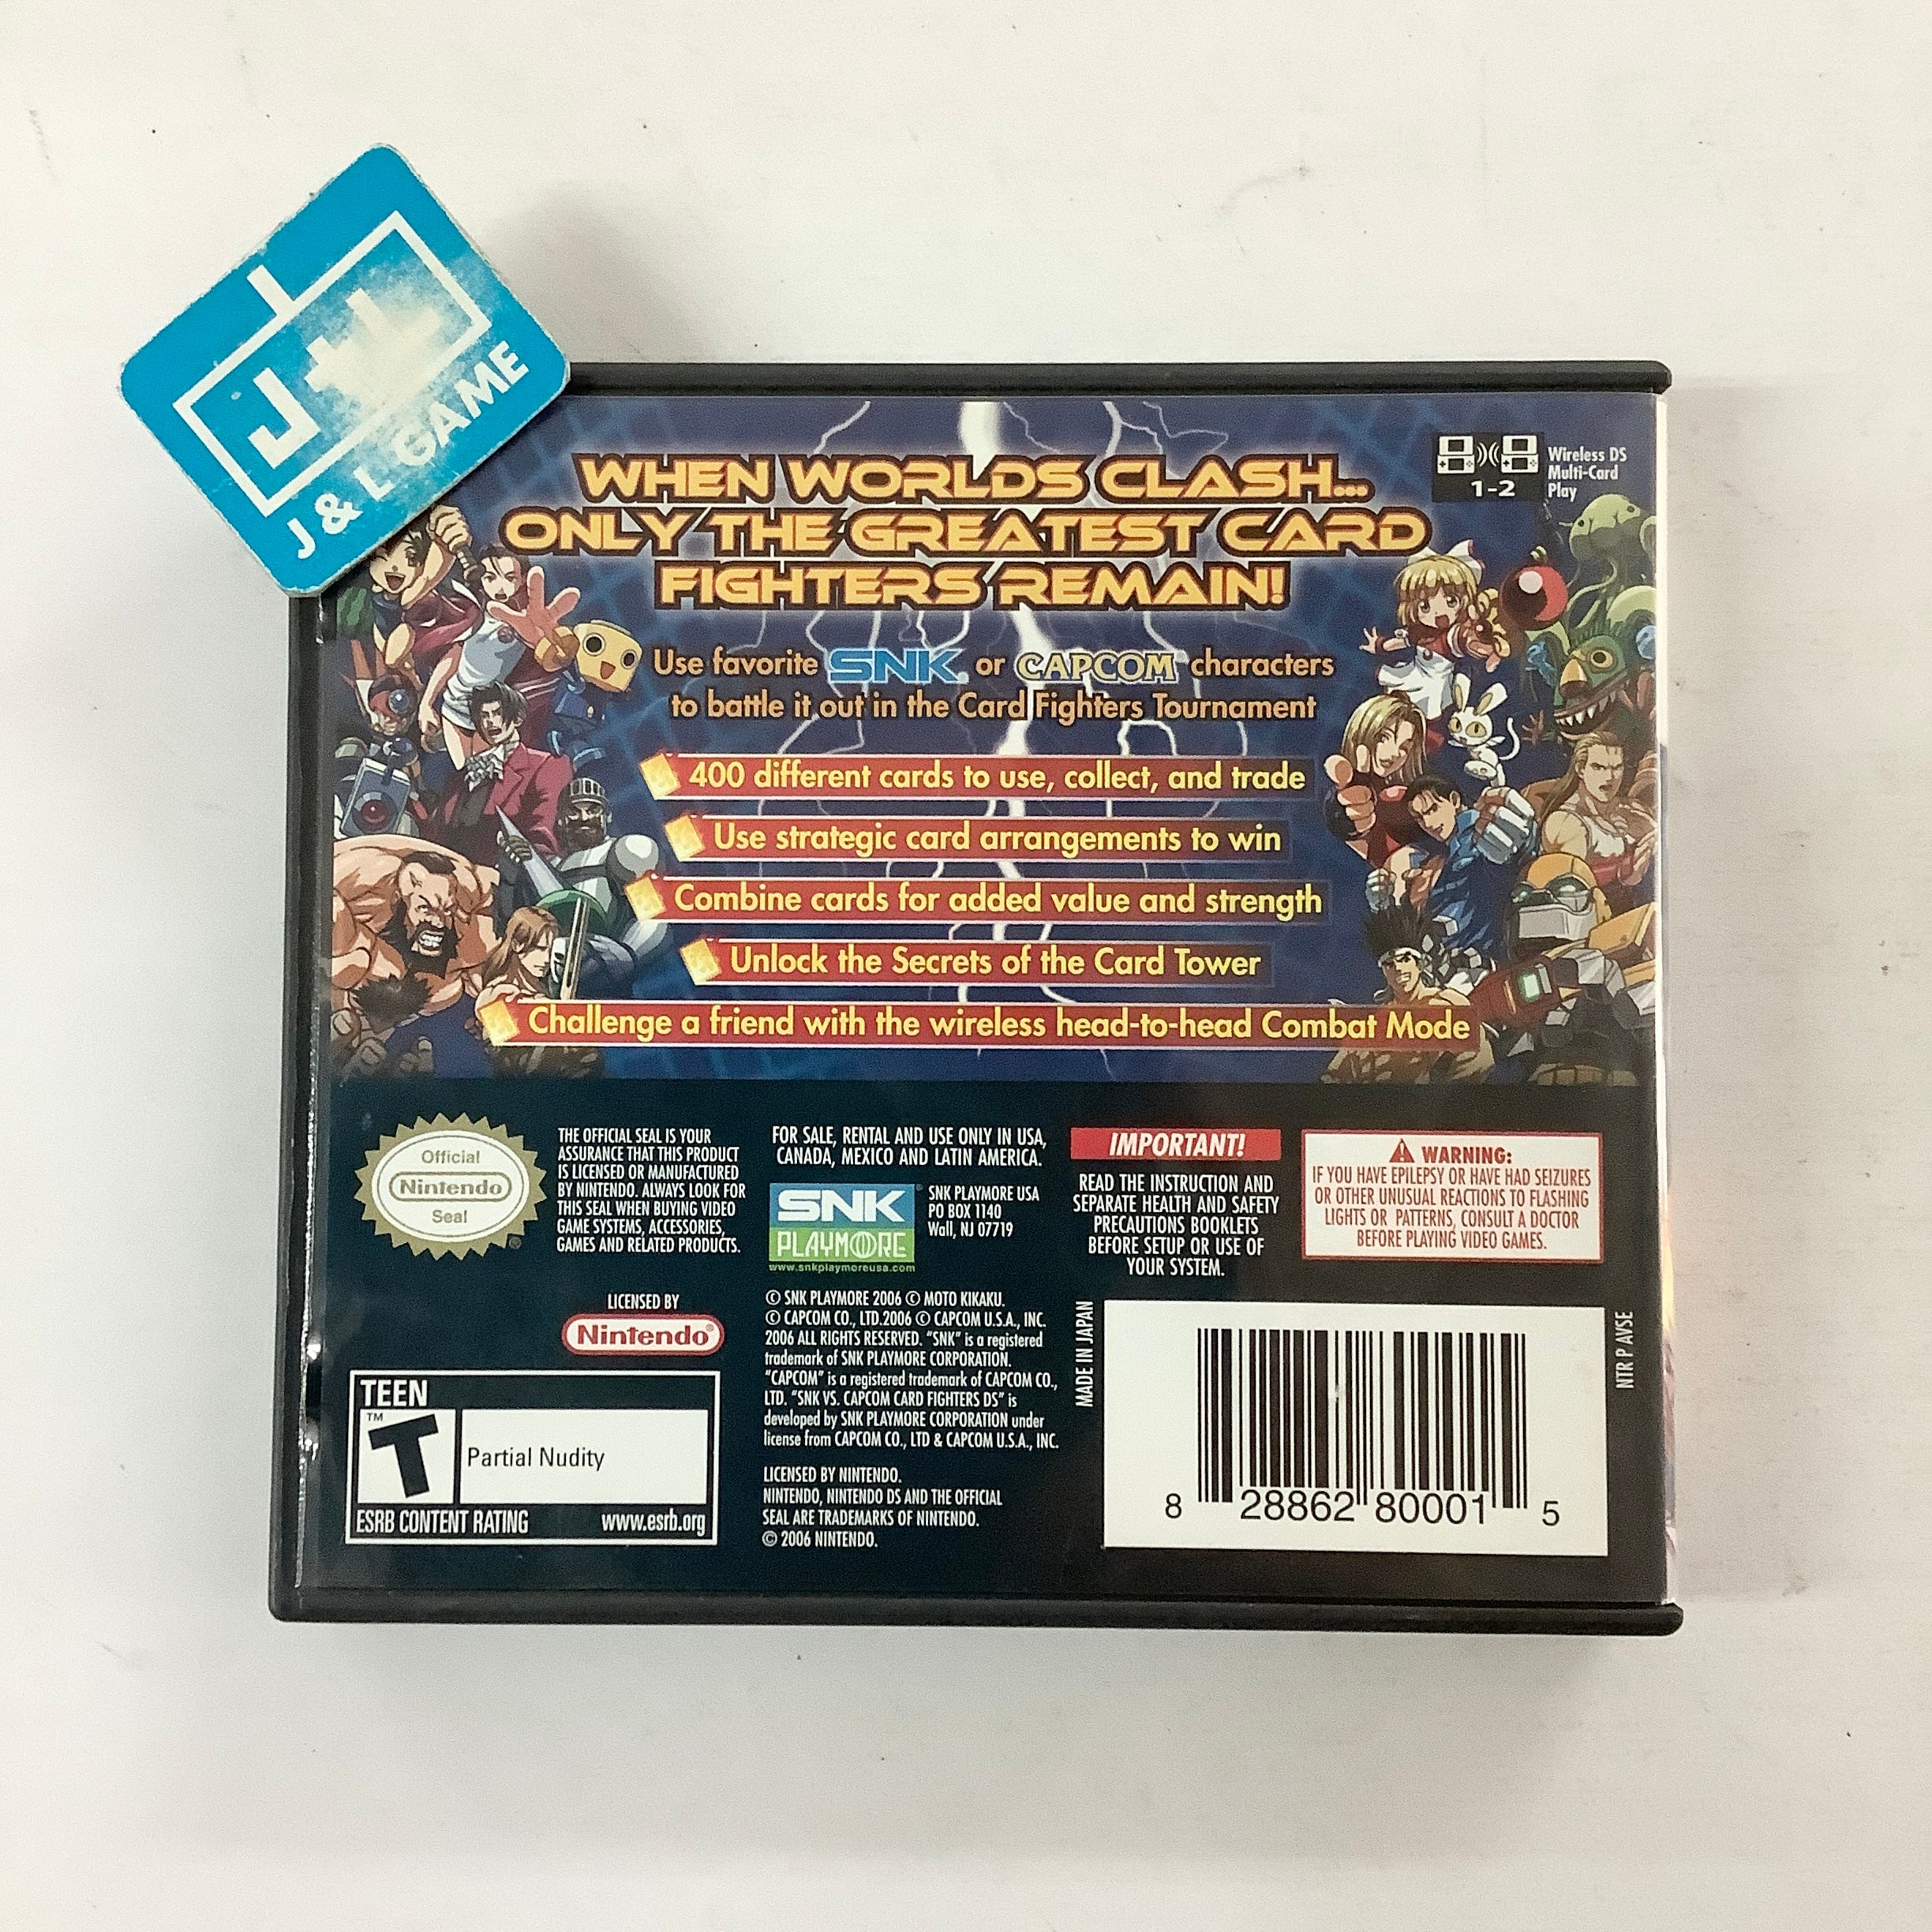 J L
J & L GAME
WHEN WORLDS CLASH...
ONLY THE GREATEST CARD
FIGHTERS REMAIN!
1-2
Wireless DS
Multi-Card
Play
Use favorite SNK or CAPCOM characters
to battle it out in the Card Fighters Tournament
400 different cards to use, collect, and trade
Use strategic card arrangements to win
Combine cards for added value and strength
Unlock the Secrets of the Card Tower
Challenge a friend with the wireless head-to-head Combat Mode
Official
Nintendo
Seal
THE OFFICIAL SEAL IS YOUR
ASSURANCE THAT THIS PRODUCT
IS LICENSED OR MANUFACTURED
BY NINTENDO. ALWAYS LOOK FOR
THIS SEAL WHEN BUYING VIDEO
GAME SYSTEMS, ACCESSORIES,
GAMES AND RELATED PRODUCTS.
LICENSED BY
Nintendo®
TEEN
™
T
Partial Nudity
ESRB CONTENT RATING www.esrb.org
FOR SALE, RENTAL AND USE ONLY IN USA,
CANADA, MEXICO AND LATIN AMERICA.
SNK
PLAYMORE
www.snkplaymoreusa.com
SNK PLAYMORE USA
PO BOX 1140
Wall, NJ 07719
© SNK PLAYMORE 2006 © MOTO KIKAKU.
© CAPCOM CO., LTD.2006 © CAPCOM U.S.A., INC.
2006 ALL RIGHTS RESERVED. “SNK” is a registered
trademark of SNK PLAYMORE CORPORATION.
“CAPCOM” is a registered trademark of CAPCOM CO.,
LTD. “SNK VS. CAPCOM CARD FIGHTERS DS” is
developed by SNK PLAYMORE CORPORATION under
license from CAPCOM CO., LTD & CAPCOM U.S.A., INC.
LICENSED BY NINTENDO.
NINTENDO, NINTENDO DS AND THE OFFICIAL
SEAL ARE TRADEMARKS OF NINTENDO.
© 2006 NINTENDO.
IMPORTANT!
READ THE INSTRUCTION AND
SEPARATE HEALTH AND SAFETY
PRECAUTIONS BOOKLETS
BEFORE SETUP OR USE OF
YOUR SYSTEM.
WARNING:
IF YOU HAVE EPILEPSY OR HAVE HAD SEIZURES
OR OTHER UNUSUAL REACTIONS TO FLASHING
LIGHTS OR PATTERNS, CONSULT A DOCTOR
BEFORE PLAYING VIDEO GAMES.
MADE IN JAPAN
8 28862 80001 5
NTR P AVSE